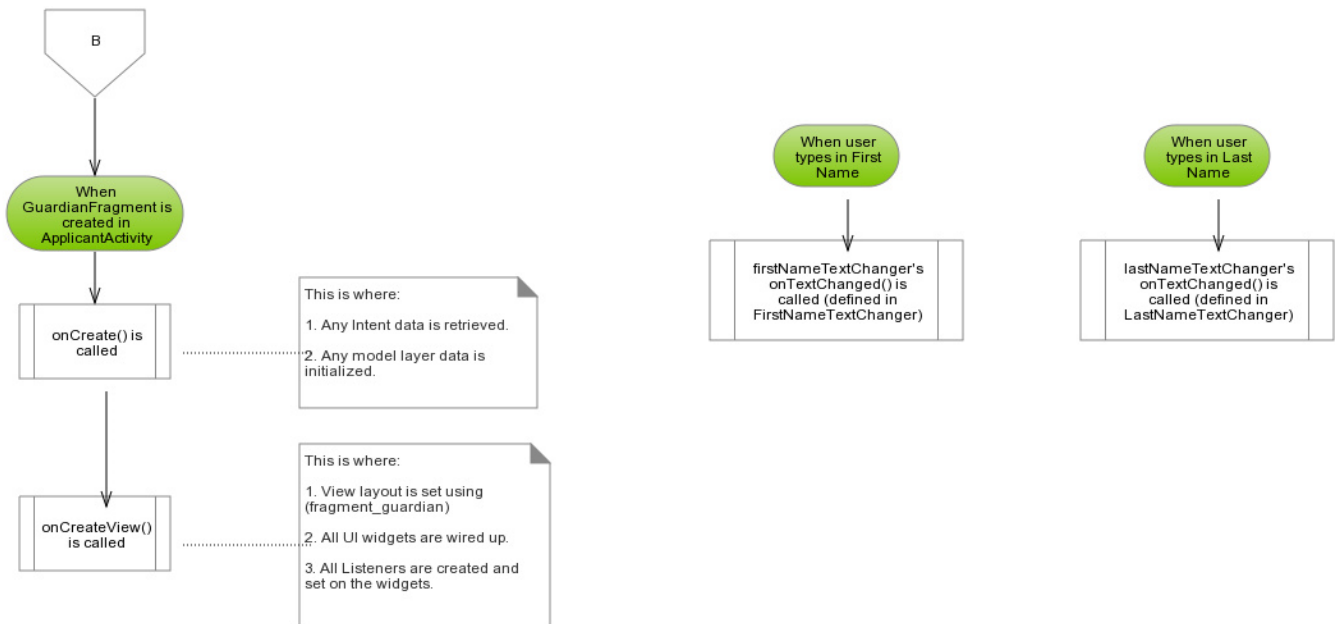 B
When
GuardianFragment is
created in
ApplicantActivity
onCreate() is
called
This is where:
1. Any Intent data is retrieved.
2. Any model layer data is
initialized.
onCreateView()
is called
This is where:
1. View layout is set using
(fragment_guardian)
2. All UI widgets are wired up.
3. All Listeners are created and
set on the widgets.
When user
types in First
Name
firstNameTextChanger's
onTextChanged() is
called (defined in
FirstNameTextChanger)
When user
types in Last
Name
lastNameTextChanger's
onTextChanged() is
called (defined in
LastNameTextChanger)